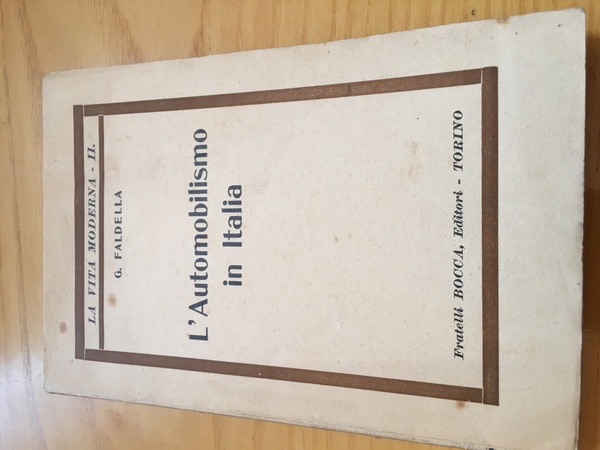 LA VITA MODERNA - II.
G. FALDELLA
L'Automobilismo
in Italia
Fratelli BOCCA, Editori - TORINO